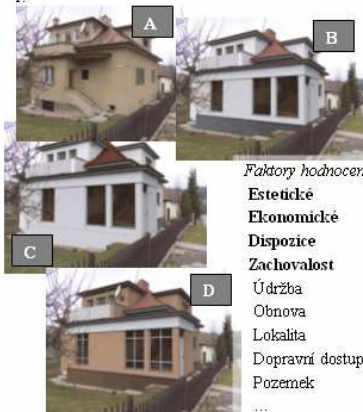 A
B
C
D
Faktory hodnocen
Estetické
Ekonomické
Dispozice
Zachovalost
Údržba
Obnova
Lokalita
Dopravní dostup
Pozemek
...